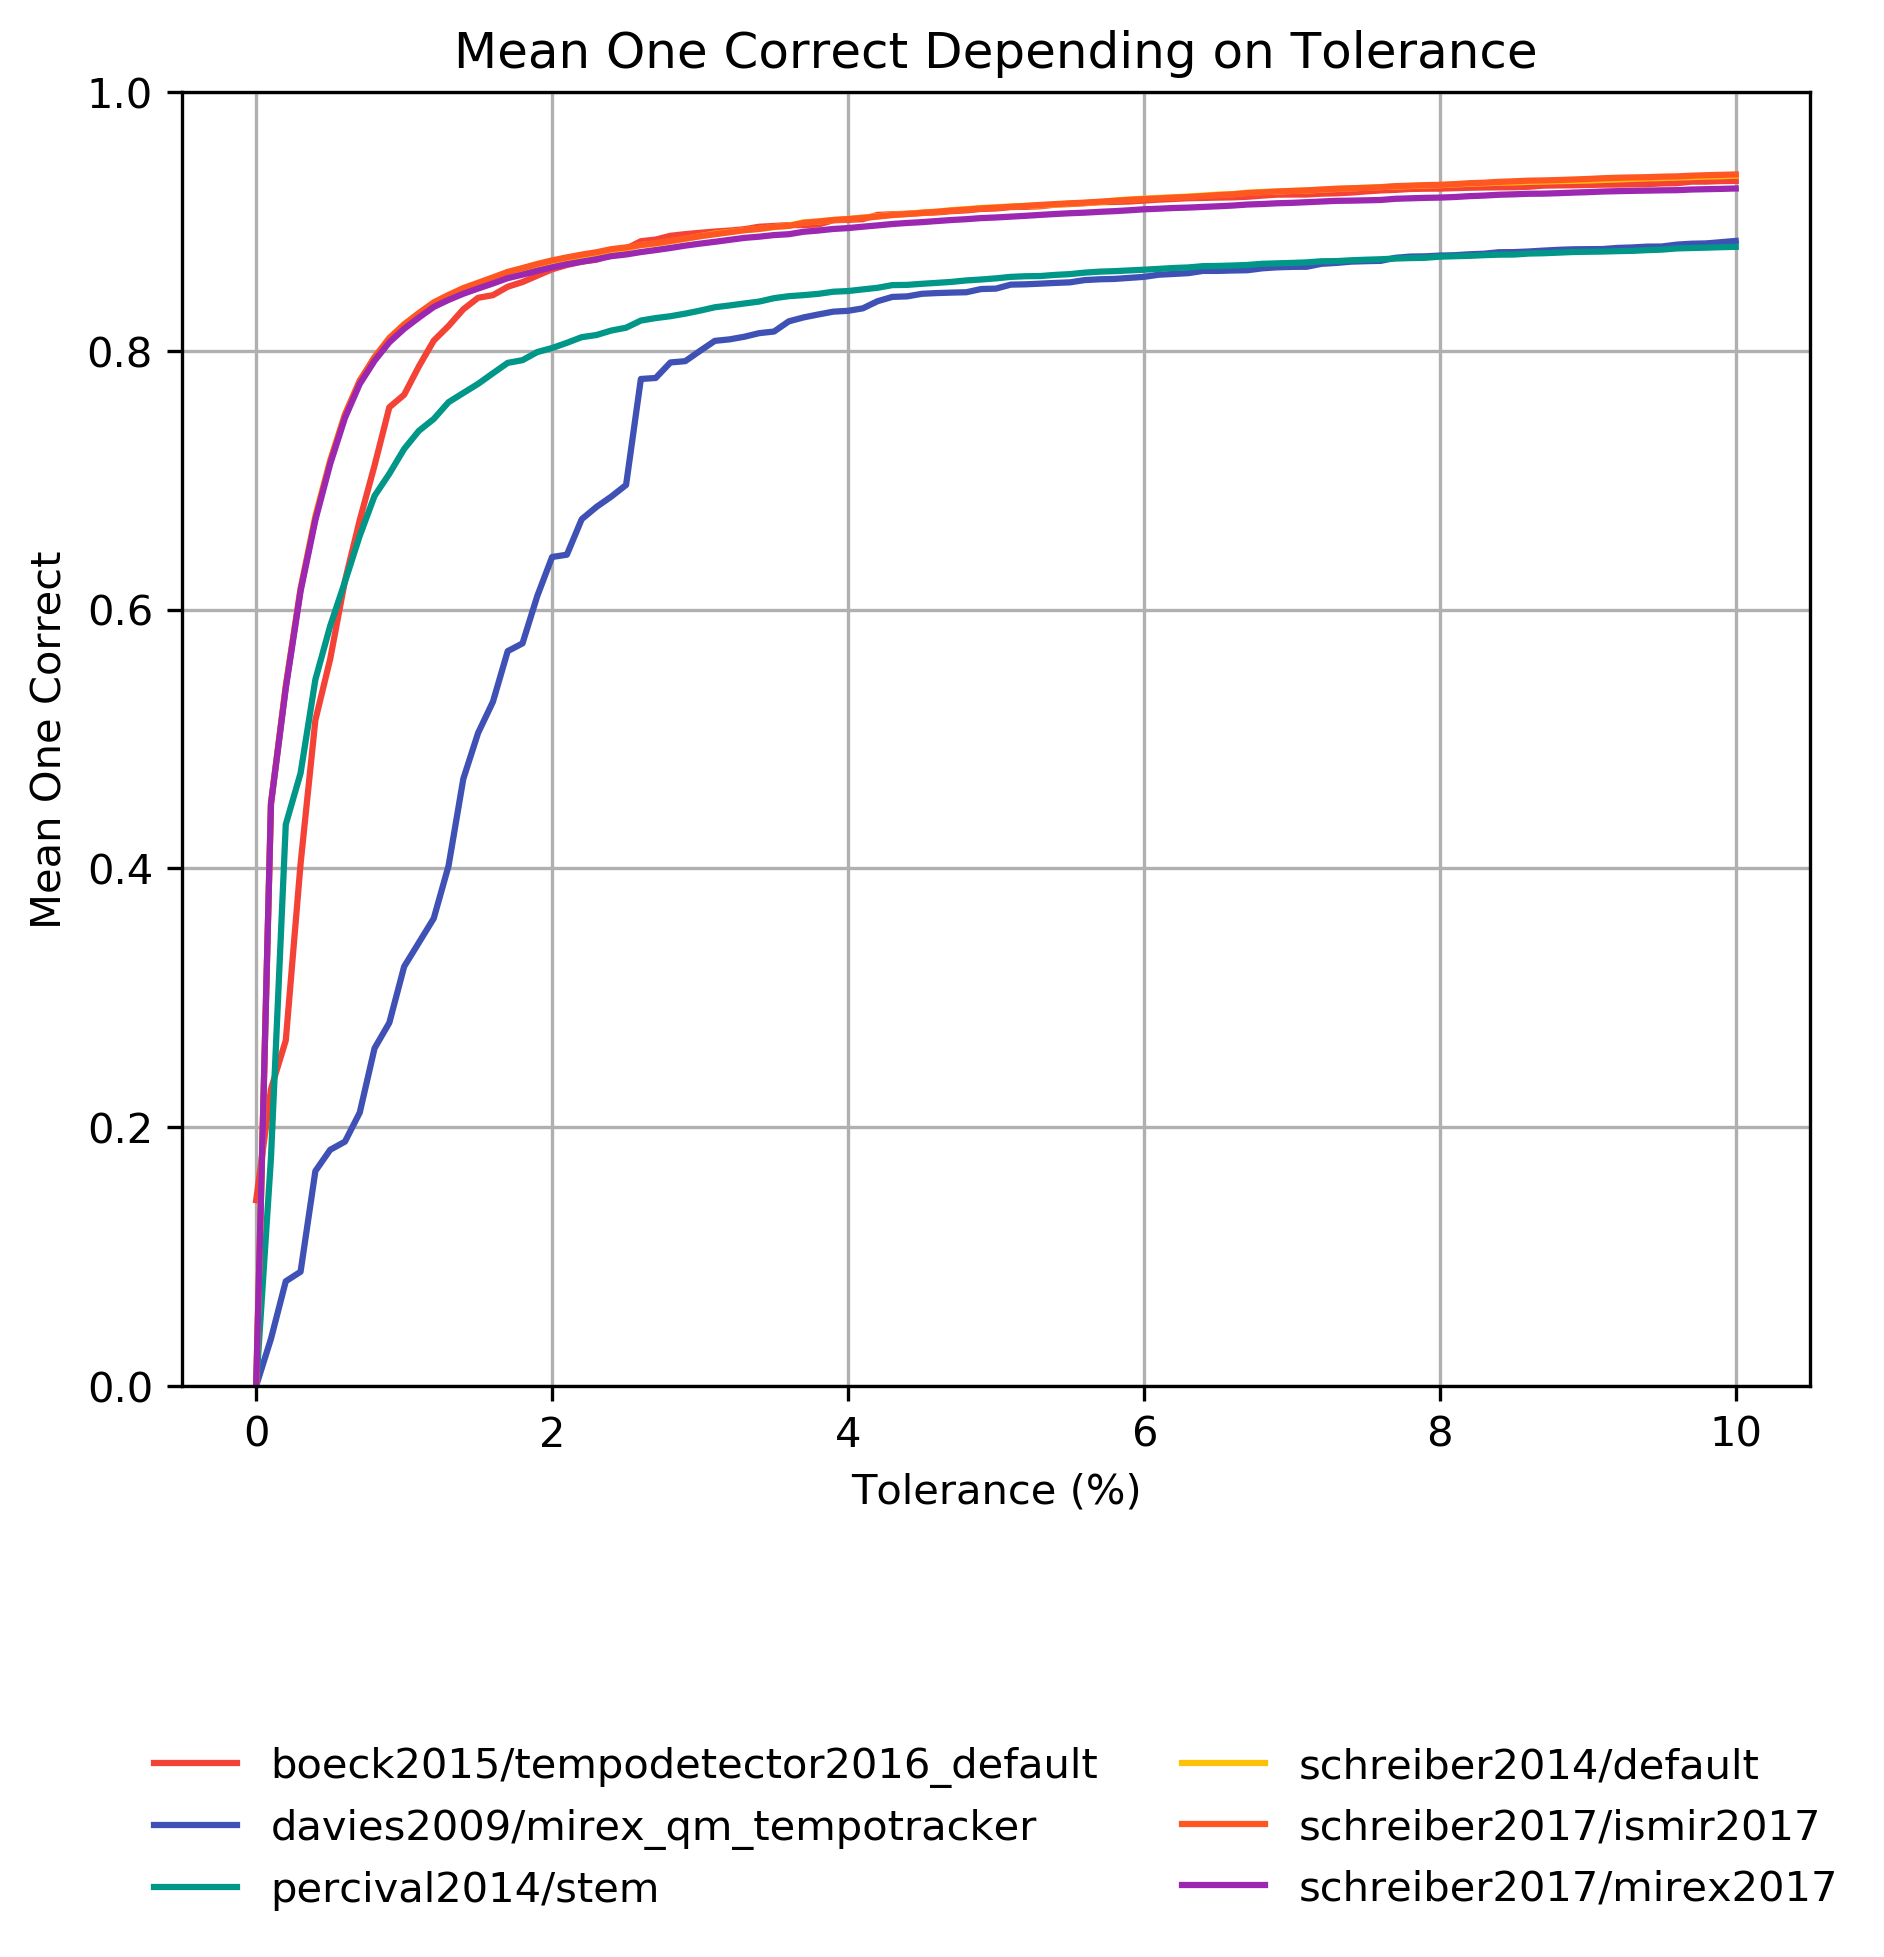 Mean One Correct Depending on Tolerance
1.0
0.8
0.6
0.4
0.2
0.0
Mean One Correct
0 2 4 6 8 10
Tolerance (%)
boeck2015/tempodetector2016_default
davies2009/mirex_qm_tempotracker
percival2014/stem
schreiber2014/default
schreiber2017/ismir2017
schreiber2017/mirex2017